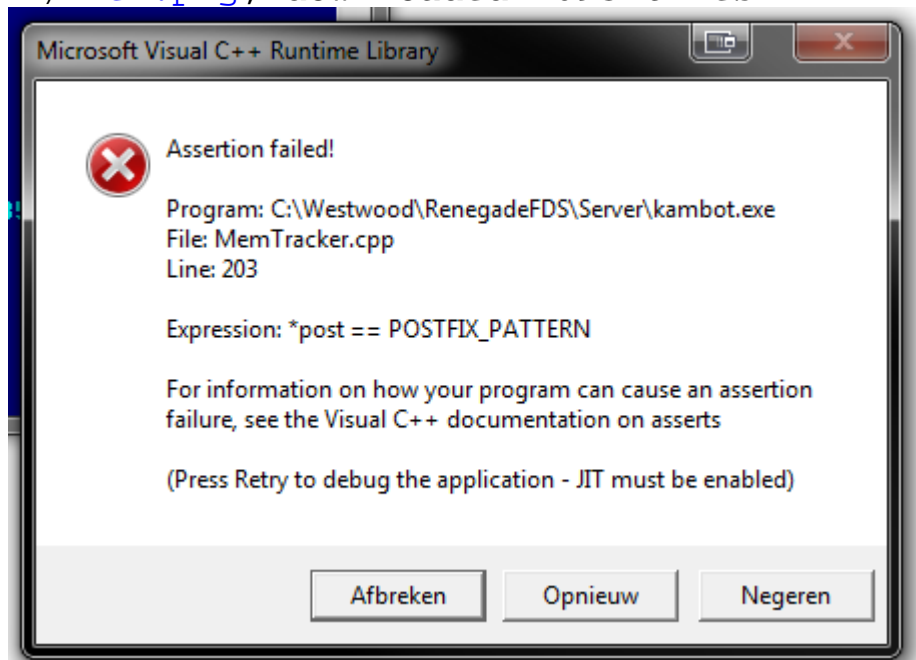 Microsoft Visual C++ Runtime Library
Assertion failed!
Program: C:\Westwood\RenegadeFDS\Server\kambot.exe
File: MemTracker.cpp
Line: 203
Expression: *post == POSTFIX_PATTERN
For information on how your program can cause an assertion
failure, see the Visual C++ documentation on asserts
(Press Retry to debug the application - JIT must be enabled)
Afbreken Opnieuw Negeren